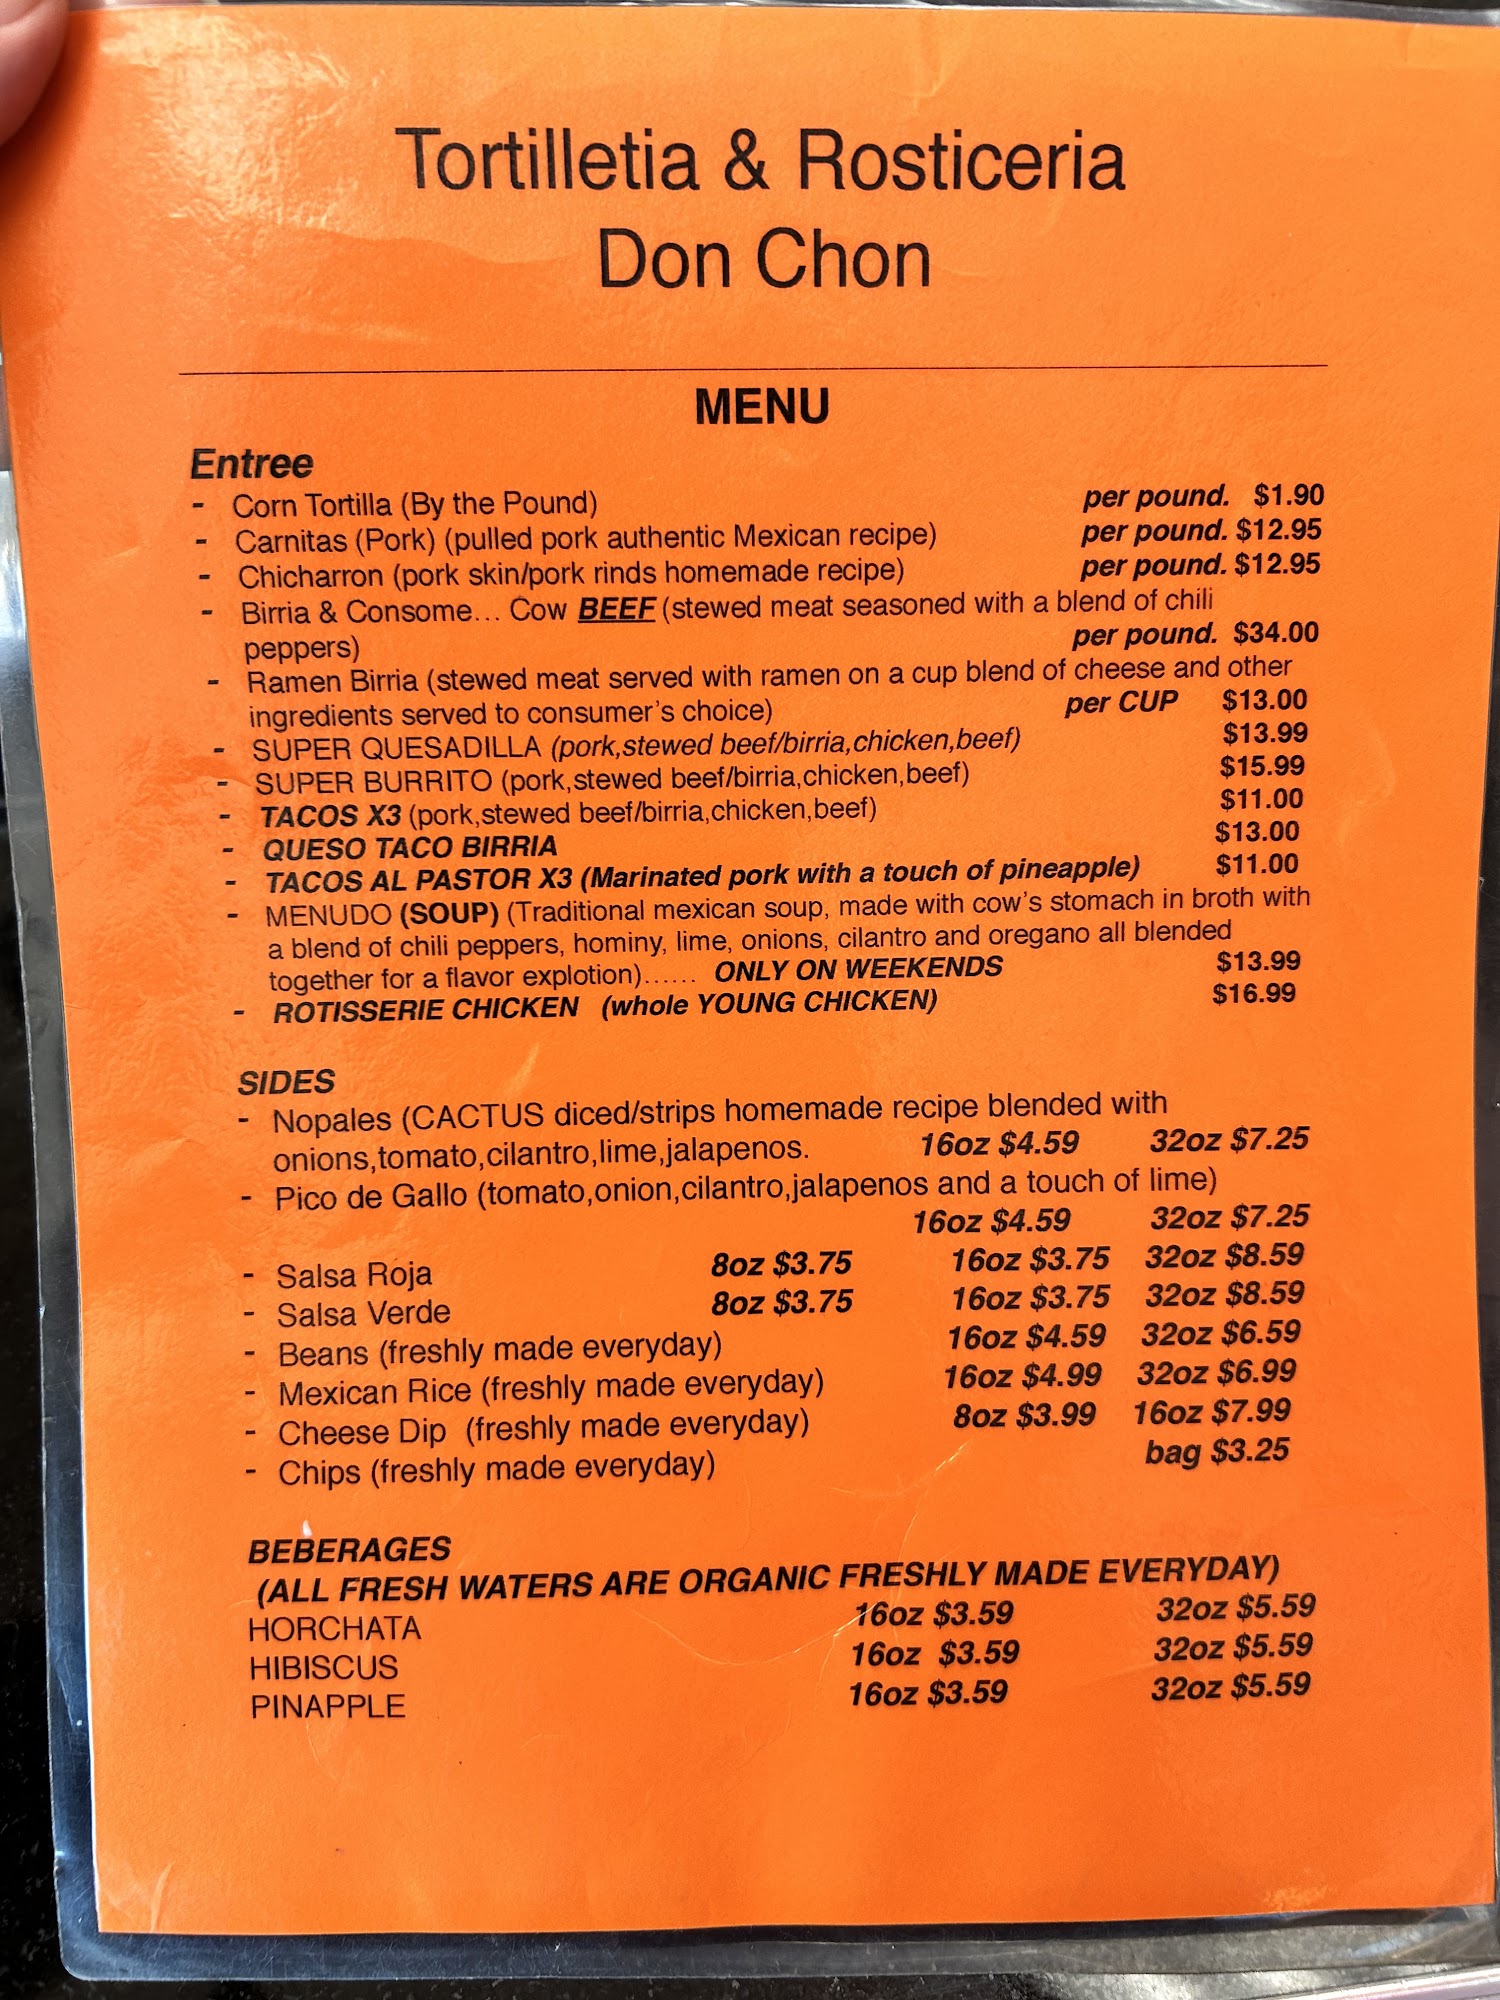 Tortilletia & Rosticeria
Don Chon
MENU
Entree
- Corn Tortilla (By the Pound) per pound. $1.90
- Carnitas (Pork) (pulled pork authentic Mexican recipe) per pound. $12.95
- Chicharron (pork skin/pork rinds homemade recipe) per pound. $12.95
- Birria & Consome... Cow BEEF (stewed meat seasoned with a blend of chili
peppers) per pound. $34.00
- Ramen Birria (stewed meat served with ramen on a cup blend of cheese and other
ingredients served to consumer's choice) per CUP $13.00
- SUPER QUESADILLA (pork,stewed beef/birria,chicken,beef) $13.99
- SUPER BURRITO (pork,stewed beef/birria,chicken,beef) $15.99
- TACOS X3 (pork,stewed beef/birria,chicken,beef) $11.00
- QUESO TACO BIRRIA $13.00
- TACOS AL PASTOR X3 (Marinated pork with a touch of pineapple) $11.00
- MENUDO (SOUP) (Traditional mexican soup, made with cow's stomach in broth with
a blend of chili peppers, hominy, lime, onions, cilantro and oregano all blended
together for a flavor explotion)...... ONLY ON WEEKENDS $13.99
- ROTISSERIE CHICKEN (whole YOUNG CHICKEN) $16.99
SIDES
- Nopales (CACTUS diced/strips homemade recipe blended with
onions,tomato,cilantro,lime,jalapenos. 16oz $4.59 32oz $7.25
- Pico de Gallo (tomato,onion,cilantro,jalapenos and a touch of lime)
16oz $4.59 32oz $7.25
- Salsa Roja 8oz $3.75 16oz $3.75 32oz $8.59
- Salsa Verde 8oz $3.75 16oz $3.75 32oz $8.59
- Beans (freshly made everyday) 16oz $4.59 32oz $6.59
- Mexican Rice (freshly made everyday) 16oz $4.99 32oz $6.99
- Cheese Dip (freshly made everyday) 8oz $3.99 16oz $7.99
- Chips (freshly made everyday) bag $3.25
BEBERAGES
(ALL FRESH WATERS ARE ORGANIC FRESHLY MADE EVERYDAY)
HORCHATA 16oz $3.59 32oz $5.59
HIBISCUS 16oz $3.59 32oz $5.59
PINAPPLE 16oz $3.59 32oz $5.59